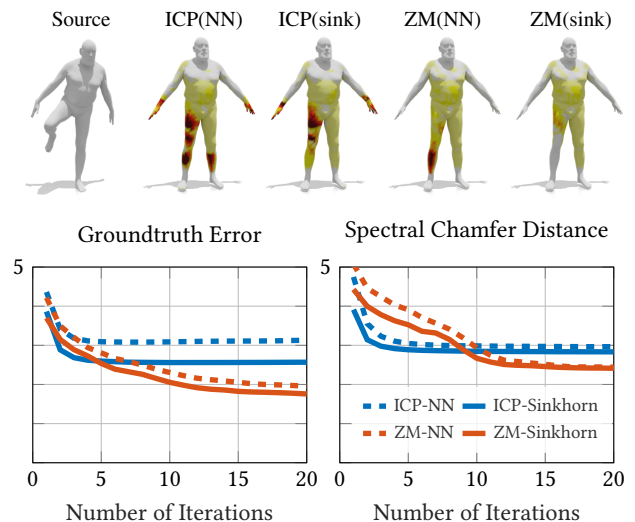 Source ICP(NN) ICP(sink) ZM(NN) ZM(sink)
Groundtruth Error Spectral Chamfer Distance
5 5
ICP-NN ICP-Sinkhorn
ZM-NN ZM-Sinkhorn
0 5 10 15 20 0 5 10 15 20
Number of Iterations Number of Iterations